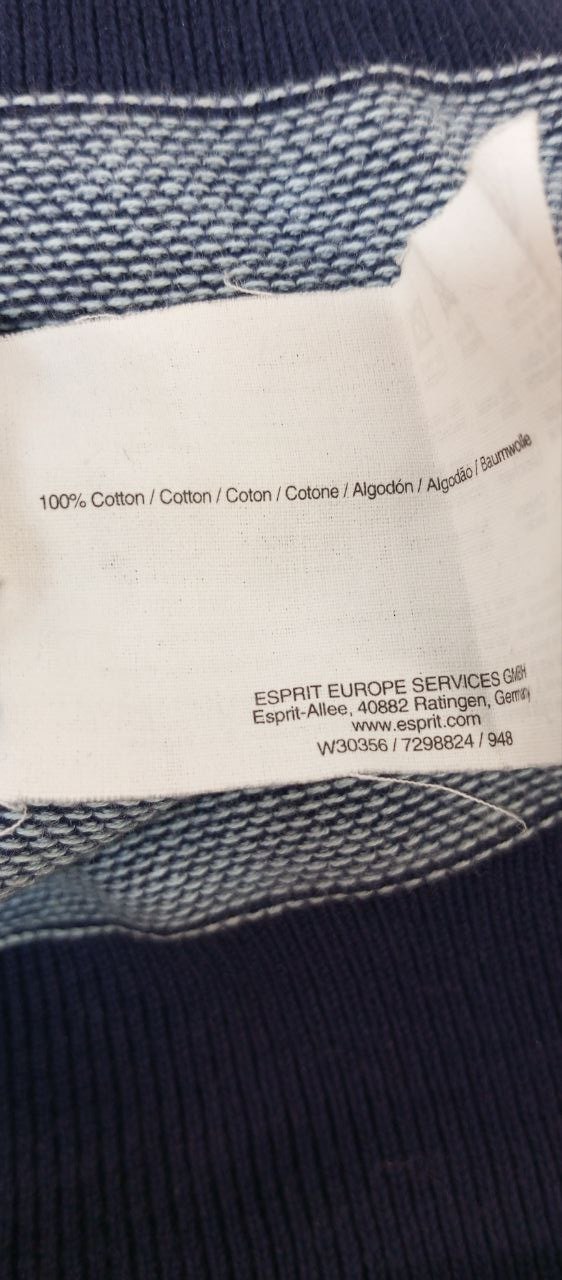 100% Cotton / Cotton / Coton / Cotone / Algodón / Algodão / Baumwolle
ESPRIT EUROPE SERVICES GMBH
Esprit-Allee, 40882 Ratingen, Germany
www.esprit.com
W30356 / 7298824 / 948